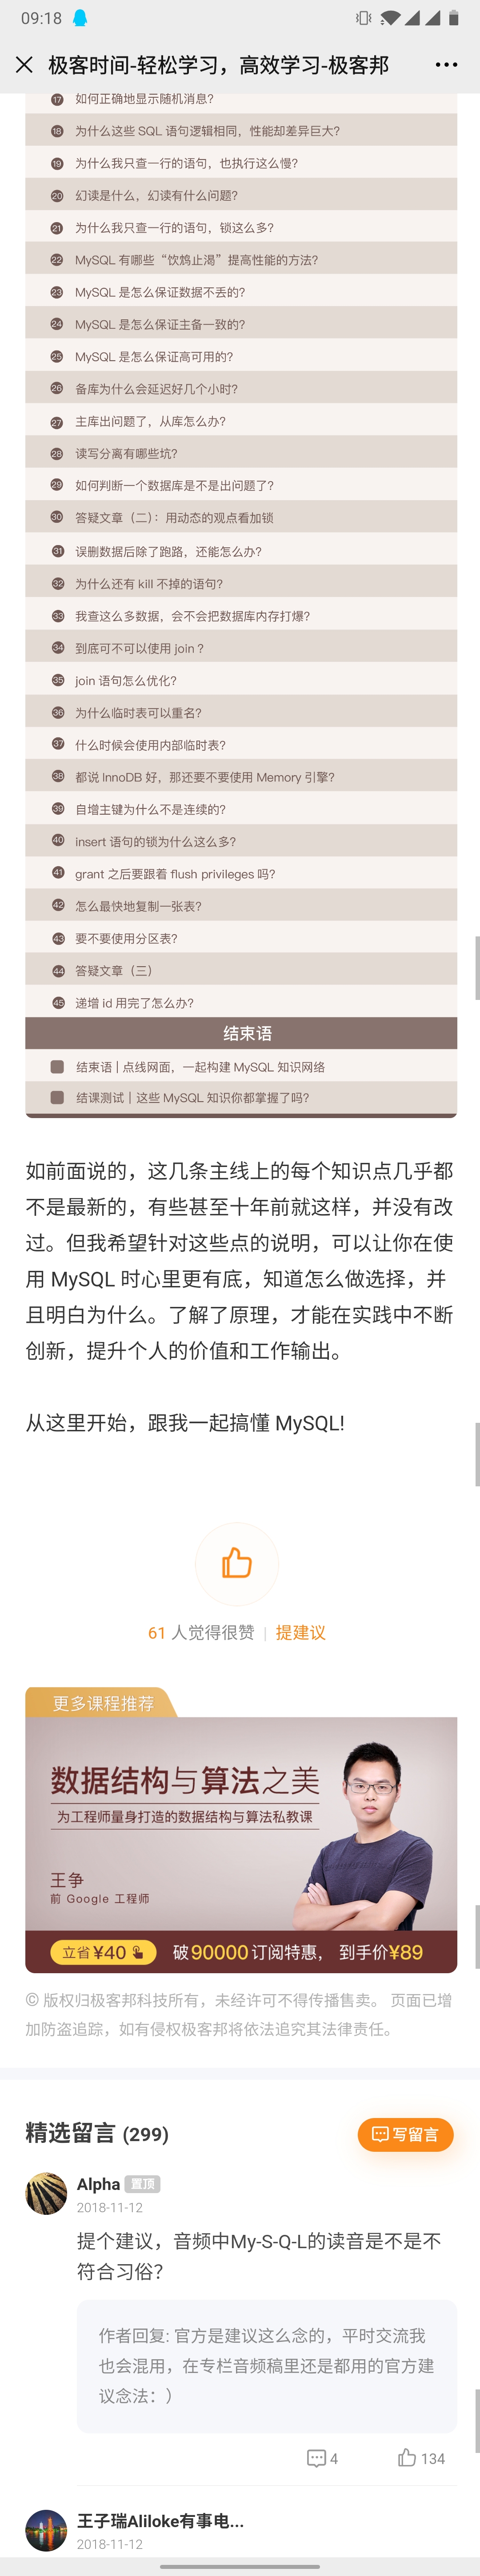 09:18
极客时间-轻松学习，高效学习-极客邦
17 如何正确地显示随机消息？
18 为什么这些 SQL 语句逻辑相同，性能却差异巨大？
19 为什么我只查一行的语句，也执行这么慢？
20 幻读是什么，幻读有什么问题？
21 为什么我只查一行的语句，锁这么多？
22 MySQL 有哪些“饮鸩止渴”提高性能的方法？
23 MySQL 是怎么保证数据不丢的？
24 MySQL 是怎么保证主备一致的？
25 MySQL 是怎么保证高可用的？
26 备库为什么会延迟好几个小时？
27 主库出问题了，从库怎么办？
28 读写分离有哪些坑？
29 如何判断一个数据库是不是出问题了？
30 答疑文章（二）：用动态的观点看加锁
31 误删数据后除了跑路，还能怎么办？
32 为什么还有 kill 不掉的语句？
33 我查这么多数据，会不会把数据库内存打爆？
34 到底可不可以使用 join？
35 join 语句怎么优化？
36 为什么临时表可以重名？
37 什么时候会使用内部临时表？
38 都说 InnoDB 好，那还要不要使用 Memory 引擎？
39 自增主键为什么不是连续的？
40 insert 语句的锁为什么这么多？
41 grant 之后要跟着 flush privileges 吗？
42 怎么最快地复制一张表？
43 要不要使用分区表？
44 答疑文章（三）
45 递增 id 用完了怎么办？
结束语
结束语 | 点线网面，一起构建 MySQL 知识网络
结课测试 | 这些 MySQL 知识你都掌握了吗？
如前面说的，这几条主线上的每个知识点几乎都
不是最新的，有些甚至十年前就这样，并没有改
过。但我希望针对这些点的说明，可以让你在使
用 MySQL 时心里更有底，知道怎么做选择，并
且明白为什么。了解了原理，才能在实践中不断
创新，提升个人的价值和工作输出。
从这里开始，跟我一起搞懂 MySQL!
61 人觉得很赞 | 提建议
更多课程推荐
数据结构与算法之美
为工程师量身打造的数据结构与算法私教课
王争
前 Google 工程师
立省 ¥40 破 90000 订阅特惠， 到手价 ¥89
© 版权归极客邦科技所有，未经许可不得传播售卖。 页面已增
加防盗追踪，如有侵权极客邦将依法追究其法律责任。
精选留言 (299)
写留言
Alpha 置顶
2018-11-12
提个建议，音频中My-S-Q-L的读音是不是不
符合习俗？
作者回复: 官方是建议这么念的，平时交流我
也会混用，在专栏音频稿里还是都用的官方建
议念法：）
4 134
王子瑞Aliloke有事电...
2018-11-12